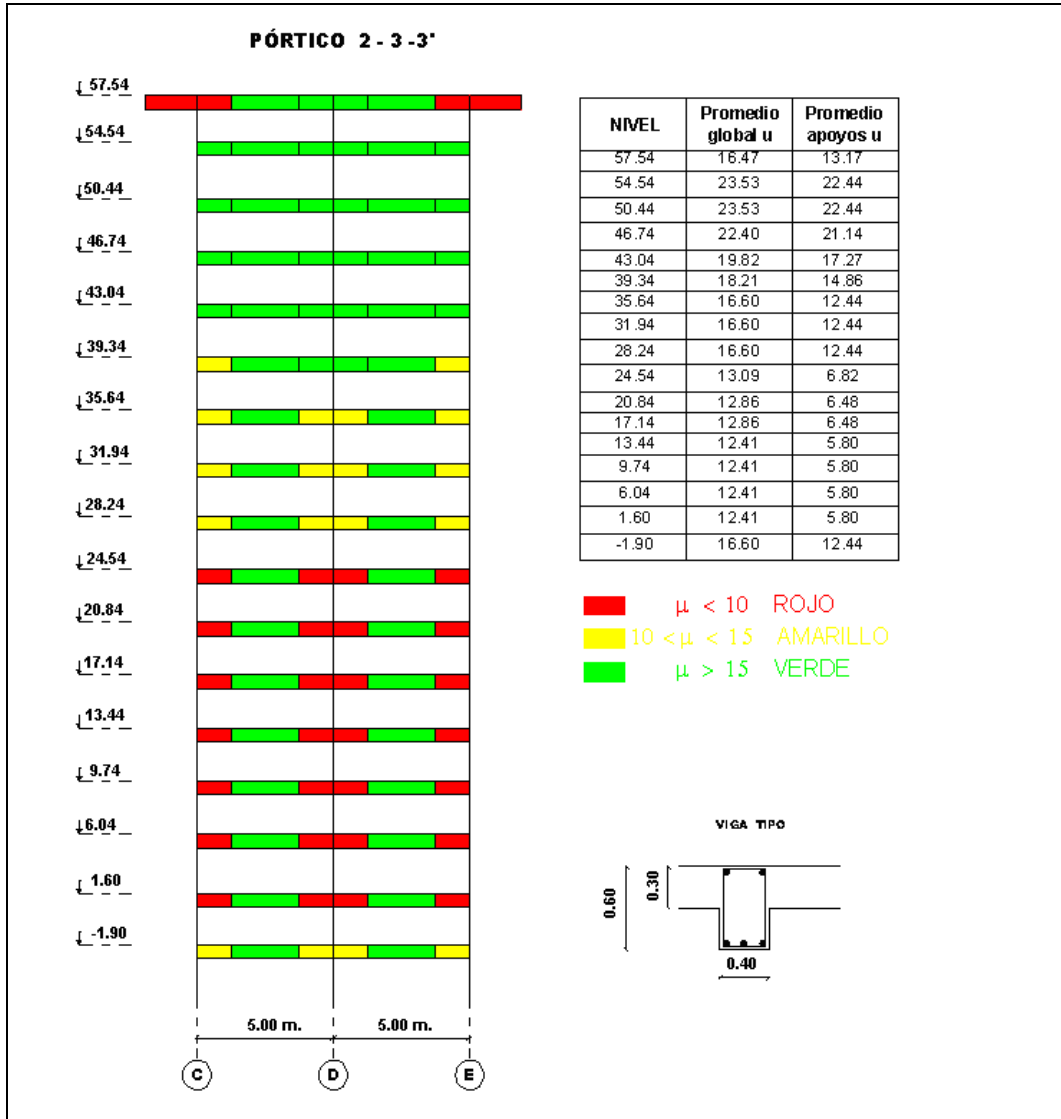 PÓRTICO 2 - 3 -3'
57.54
54.54
50.44
46.74
43.04
39.34
35.64
31.94
28.24
24.54
20.84
17.14
13.44
9.74
6.04
1.60
-1.90
5.00 m. 5.00 m.
C D E
NIVEL Promedio global u Promedio apoyos u
57.54 16.47 13.17
54.54 23.53 22.44
50.44 23.53 22.44
46.74 22.40 21.14
43.04 19.82 17.27
39.34 18.21 14.86
35.64 16.60 12.44
31.94 16.60 12.44
28.24 16.60 12.44
24.54 13.09 6.82
20.84 12.86 6.48
17.14 12.86 6.48
13.44 12.41 5.80
9.74 12.41 5.80
6.04 12.41 5.80
1.60 12.41 5.80
-1.90 16.60 12.44
μ < 10 ROJO
10 < μ < 15 AMARILLO
μ > 15 VERDE
VIGA TIPO
0.60
0.30
0.40